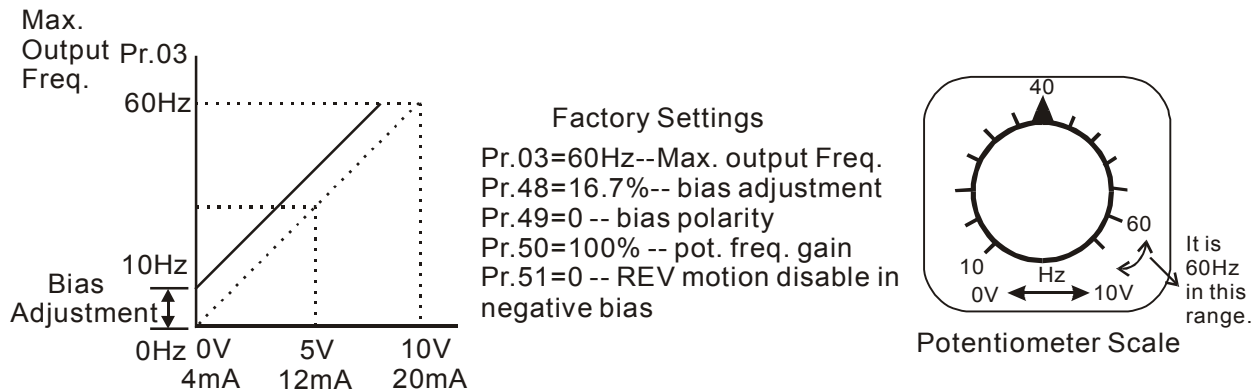 Max.
Output Pr.03
Freq.
60Hz
10Hz
Bias
Adjustment
0Hz 0V 5V 10V
4mA 12mA 20mA
Factory Settings
Pr.03=60Hz--Max. output Freq.
Pr.48=16.7%-- bias adjustment
Pr.49=0 -- bias polarity
Pr.50=100% -- pot. freq. gain
Pr.51=0 -- REV motion disable in
negative bias
40
60
10
Hz
0V 10V
It is
60Hz
in this
range.
Potentiometer Scale